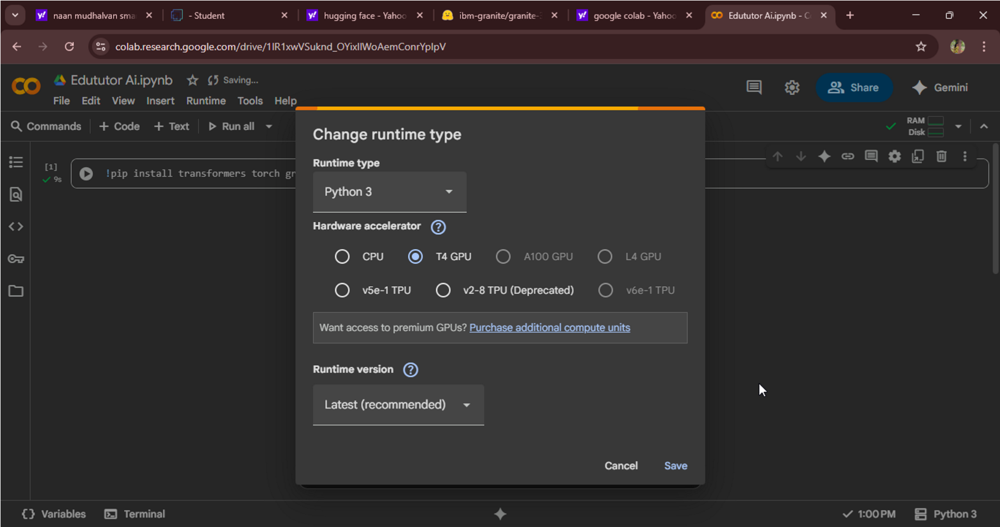 naan mudhalvan sma
- Student
hugging face - Yahoo
ibm-granite/granite-3
google colab - Yahoo
Edututor Ai.ipynb - C
colab.research.google.com/drive/1IR1xwVSuknd_OYixIlWoAemConrYpIpV
Edututor Ai.ipynb
Saving...
Share
Gemini
File Edit View Insert Runtime Tools Help
Commands + Code + Text Run all
RAM
Disk
[1]
9s
!pip install transformers torch gr
Change runtime type
Runtime type
Python 3
Hardware accelerator ?
CPU T4 GPU A100 GPU L4 GPU
v5e-1 TPU v2-8 TPU (Deprecated) v6e-1 TPU
Want access to premium GPUs? Purchase additional compute units
Runtime version ?
Latest (recommended)
Cancel Save
{} Variables Terminal
1:00 PM Python 3